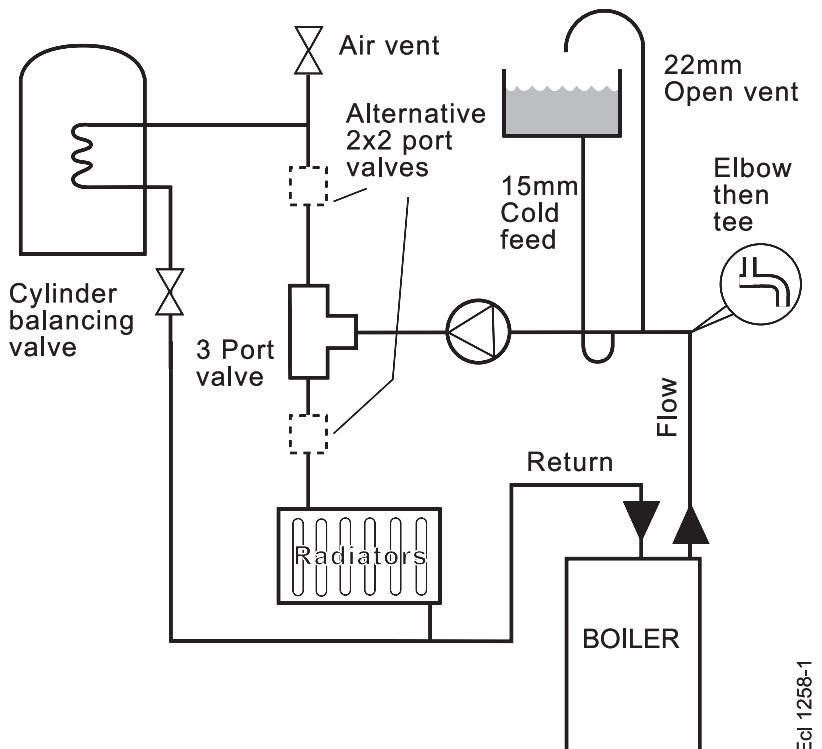 Air vent
22mm
Open vent
Alternative
2x2 port
valves
15mm
Cold
feed
Elbow
then
tee
Cylinder
balancing
valve
3 Port
valve
Flow
Return
Radiators
BOILER
Ecl 1258-1